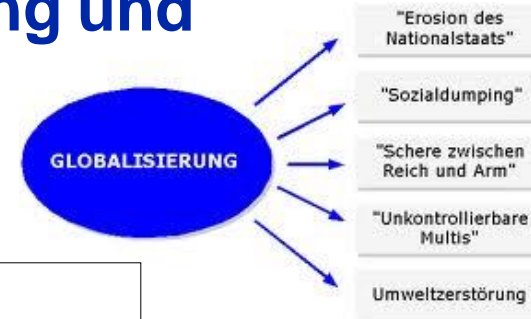 ng und
"Erosion des
Nationalstaats"
"Sozialdumping"
GLOBALISIERUNG
"Schere zwischen
Reich und Arm"
"Unkontrollierbare
Multis"
Umweltzerstörung